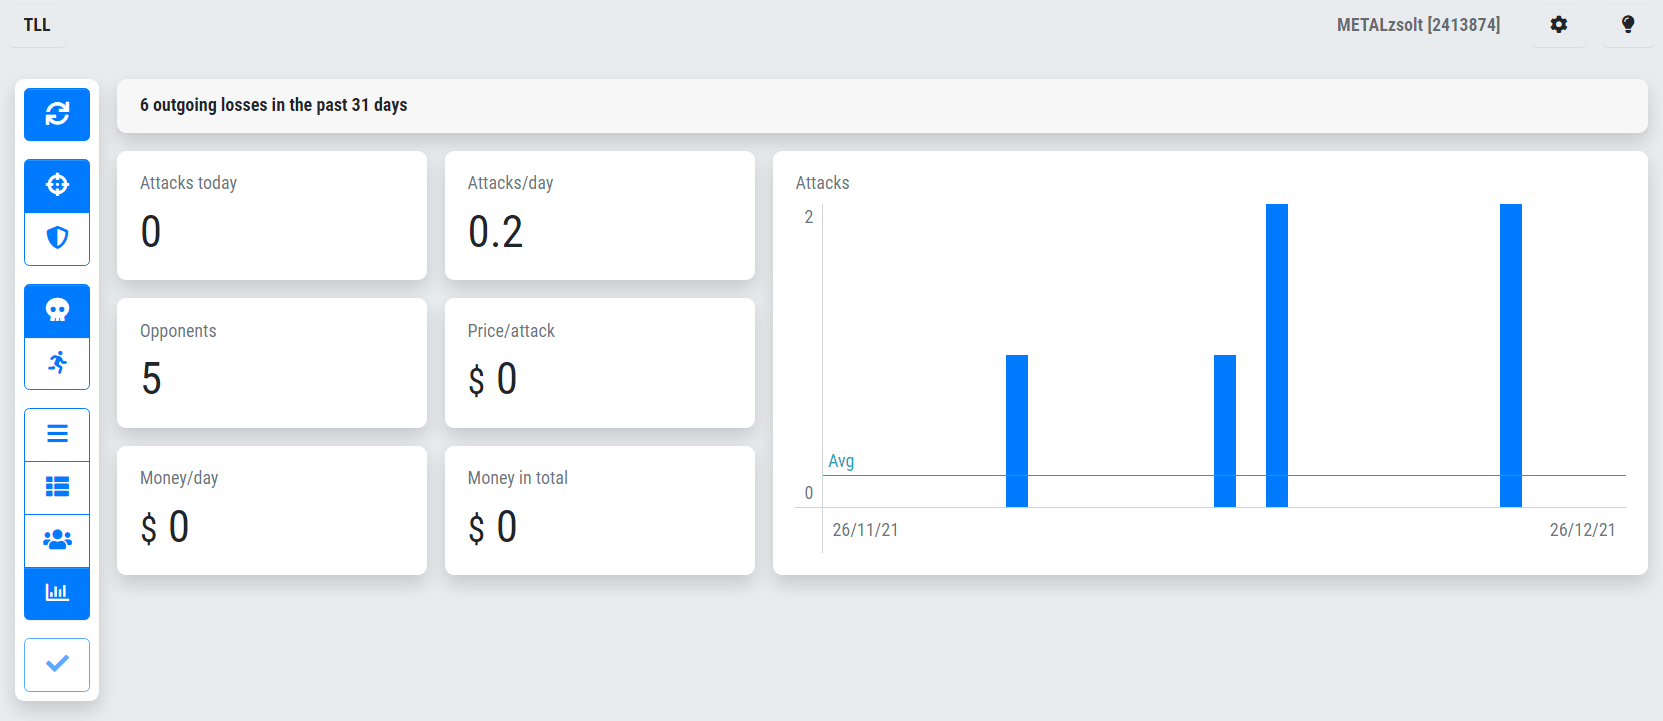 TLL
METALzsolt [2413874]
6 outgoing losses in the past 31 days
Attacks today
0
Attacks/day
0.2
Opponents
5
Price/attack
$ 0
Money/day
$ 0
Money in total
$ 0
Attacks
2
Avg
0
26/11/21
26/12/21